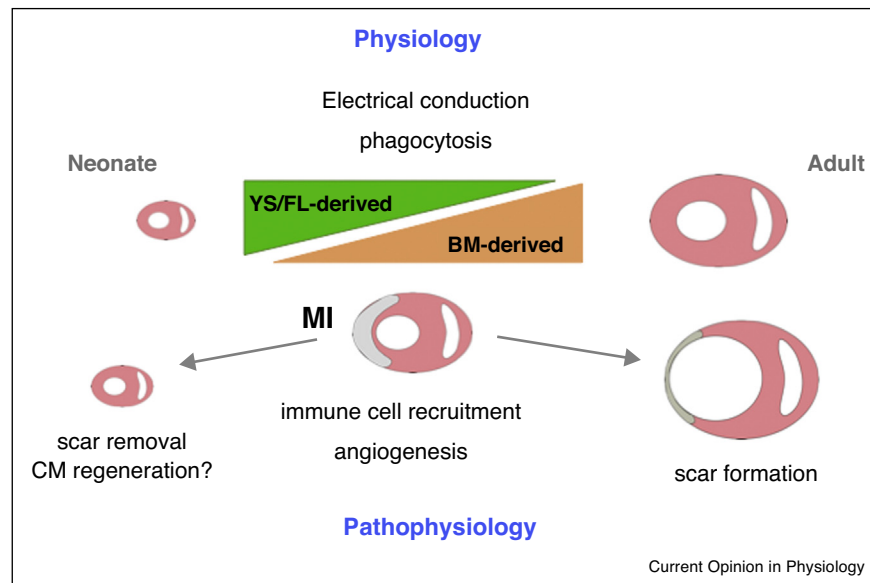 Physiology
Electrical conduction
phagocytosis
Neonate
Adult
YS/FL-derived
BM-derived
MI
immune cell recruitment
angiogenesis
scar removal
CM regeneration?
scar formation
Pathophysiology
Current Opinion in Physiology